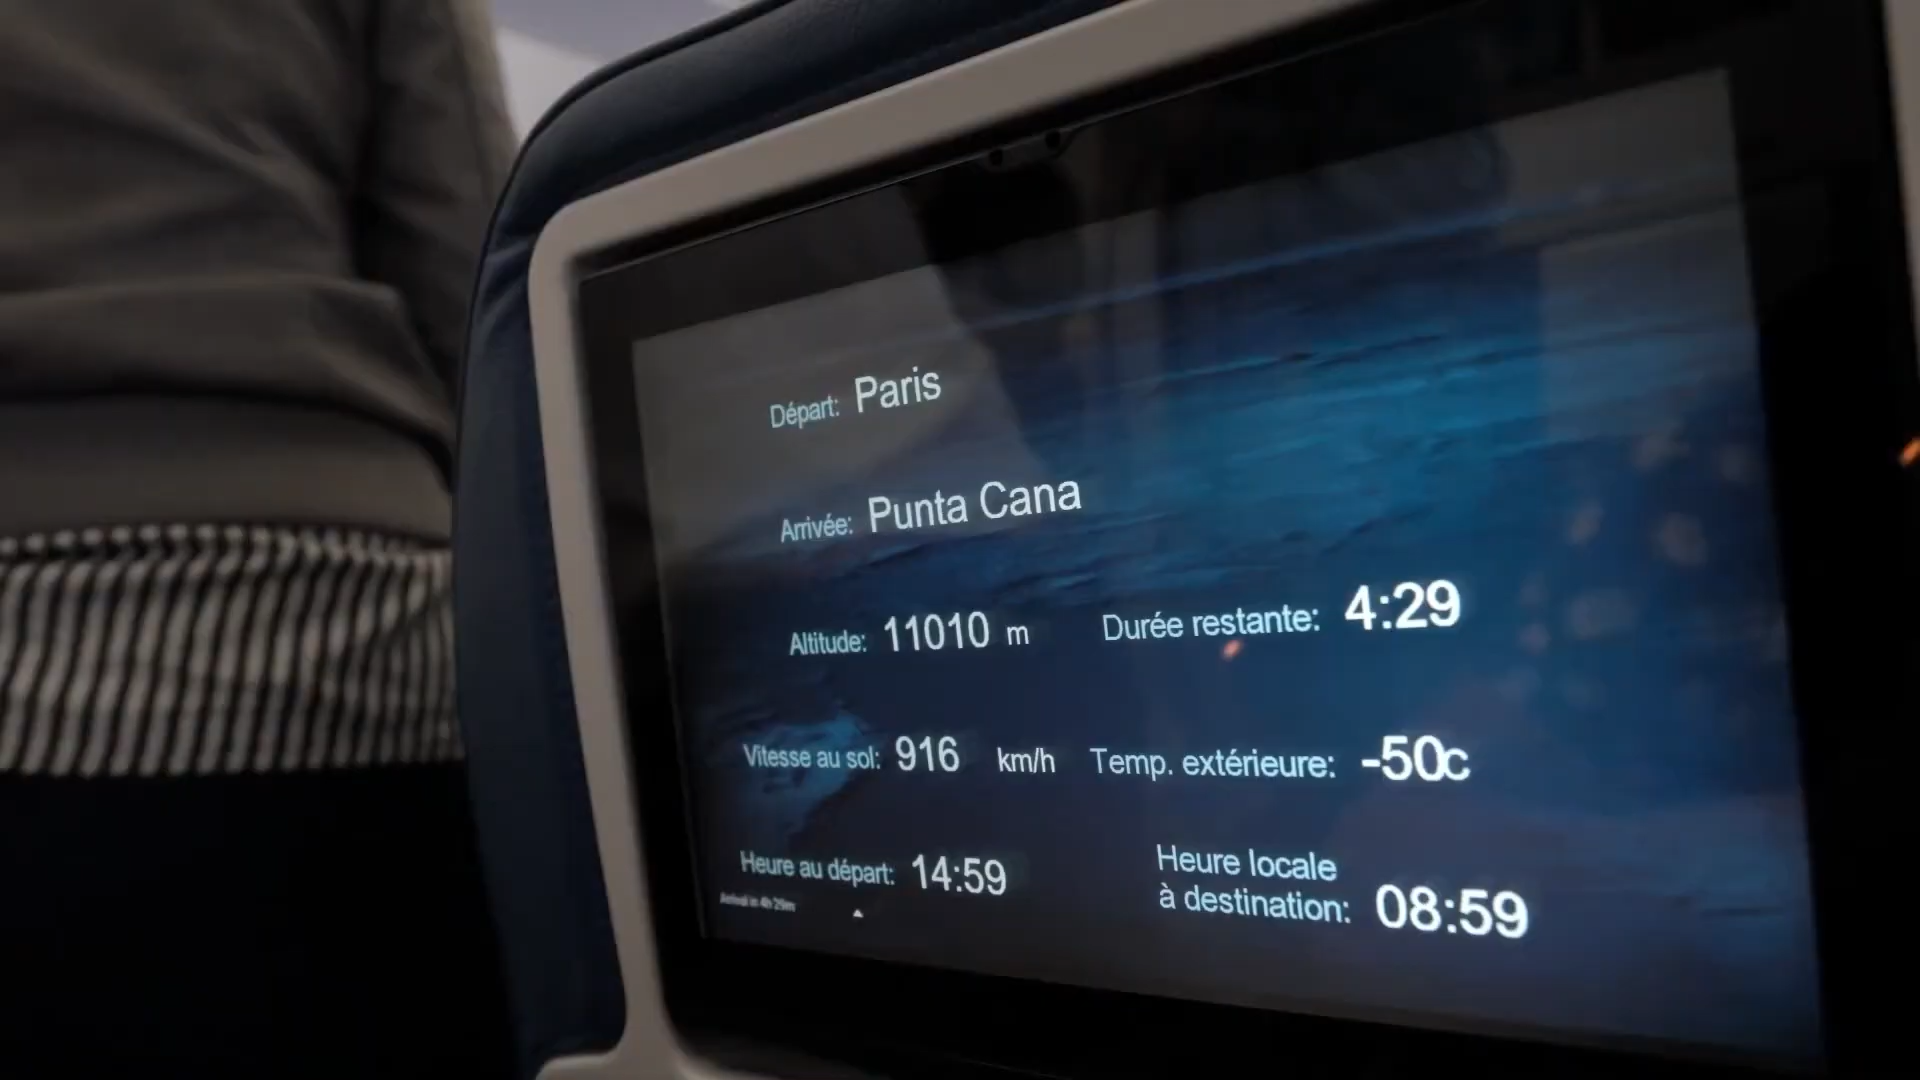 Départ: Paris
Arrivée: Punta Cana
Altitude: 11010 m Durée restante: 4:29
Vitesse au sol: 916 km/h Temp. extérieure: -50c
Heure au départ: 14:59
Heure locale
à destination: 08:59
Arrival in 4h 29m